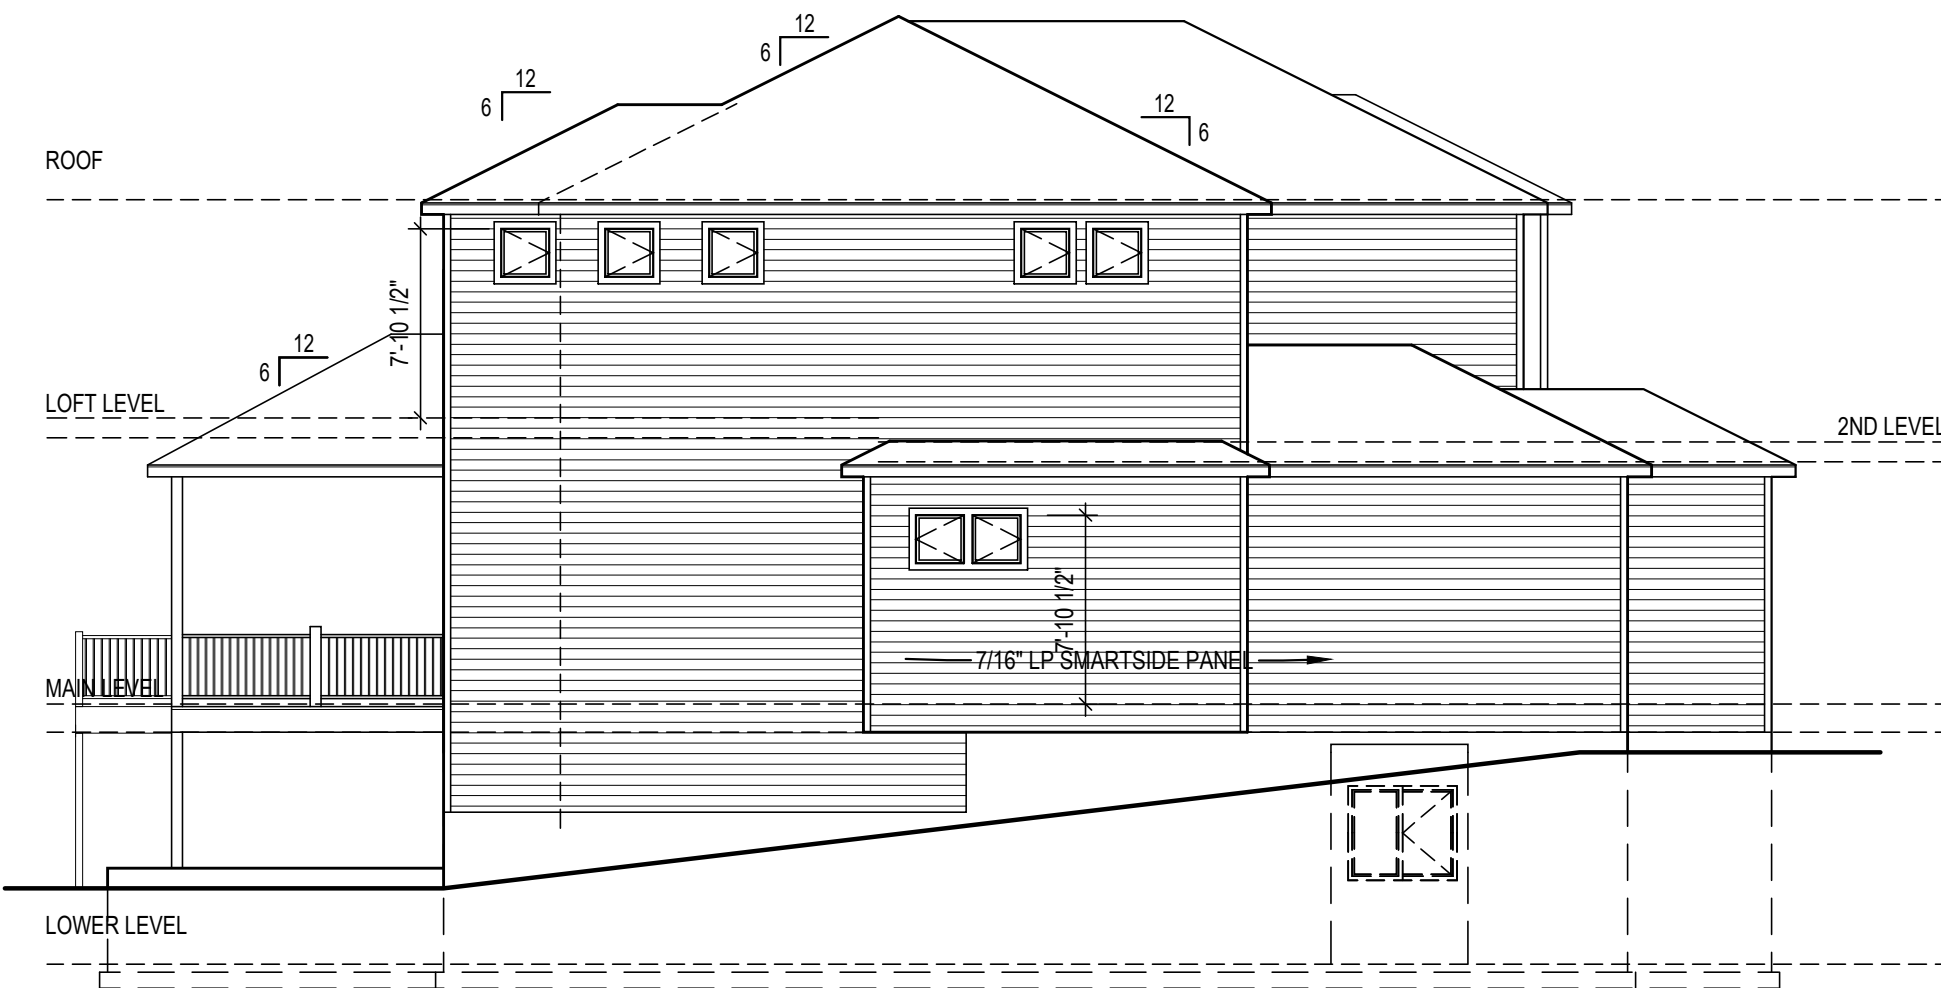 12
6
12
6
12
6
ROOF
7'-10 1/2"
12
6
LOFT LEVEL
2ND LEVEL
7'-10 1/2"
7/16" LP SMARTSIDE PANEL
MAIN LEVEL
LOWER LEVEL